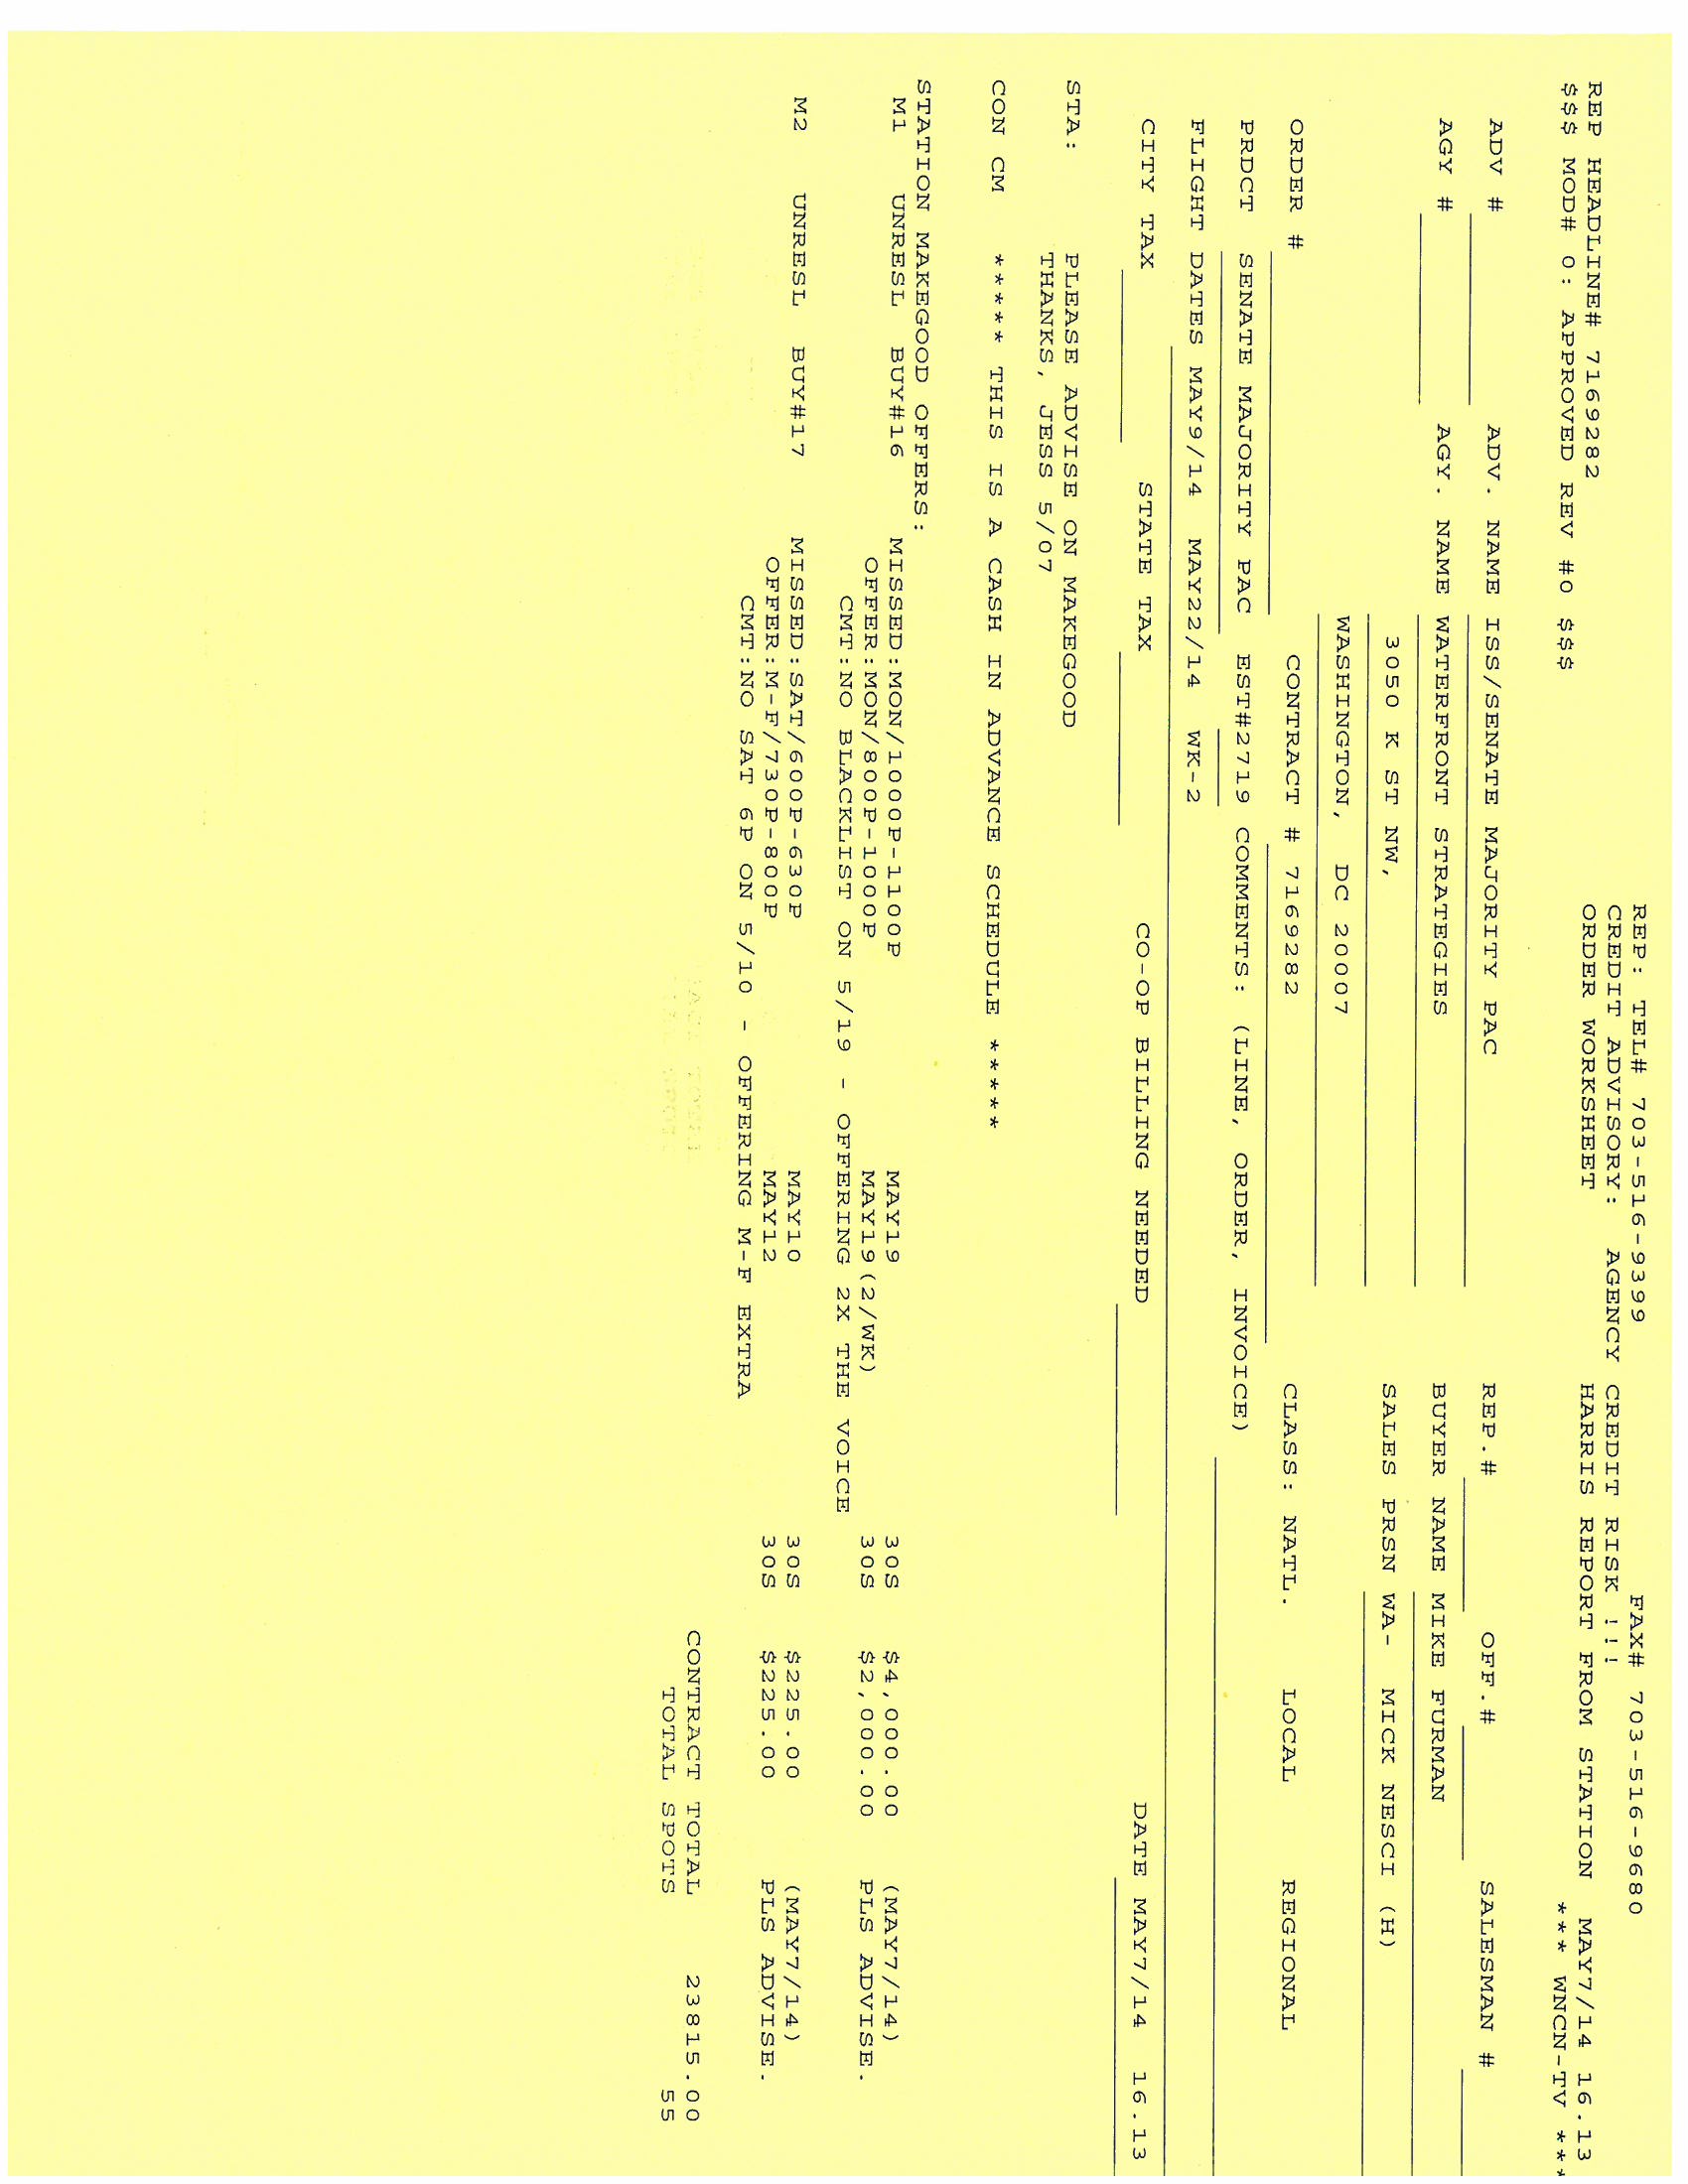 REP: TEL# 703-516-9399 FAX# 703-516-9680
CREDIT ADVISORY: AGENCY CREDIT RISK !!!
REP HEADLINE# 7169282 ORDER WORKSHEET HARRIS REPORT FROM STATION MAY7/14 16.13
$$$ MOD# 0: APPROVED REV #0 $$$ *** WNCN-TV ***
ADV # ADV. NAME ISS/SENATE MAJORITY PAC REP.# OFF.# SALESMAN #
AGY # AGY. NAME WATERFRONT STRATEGIES BUYER NAME MIKE FURMAN
3050 K ST NW, SALES PRSN WA- MICK NESCI (H)
WASHINGTON, DC 20007
ORDER # CONTRACT # 7169282 CLASS: NATL. LOCAL REGIONAL
PRDCT SENATE MAJORITY PAC EST#2719 COMMENTS: (LINE, ORDER, INVOICE)
FLIGHT DATES MAY9/14 MAY22/14 WK-2
CITY TAX STATE TAX CO-OP BILLING NEEDED DATE MAY7/14 16.13
STA: PLEASE ADVISE ON MAKEGOOD
THANKS, JESS 5/07
CON CM ***** THIS IS A CASH IN ADVANCE SCHEDULE *****
STATION MAKEGOOD OFFERS:
M1 UNRESL BUY#16 MISSED:MON/1000P-1100P MAY19 30S $4,000.00 (MAY7/14)
OFFER:MON/800P-1000P MAY19(2/WK) 30S $2,000.00 PLS ADVISE.
CMT:NO BLACKLIST ON 5/19 - OFFERING 2X THE VOICE
M2 UNRESL BUY#17 MISSED:SAT/600P-630P MAY10 30S $225.00 (MAY7/14)
OFFER:M-F/730P-800P MAY12 30S $225.00 PLS ADVISE.
CMT:NO SAT 6P ON 5/10 - OFFERING M-F EXTRA
CONTRACT TOTAL 23815.00
TOTAL SPOTS 55